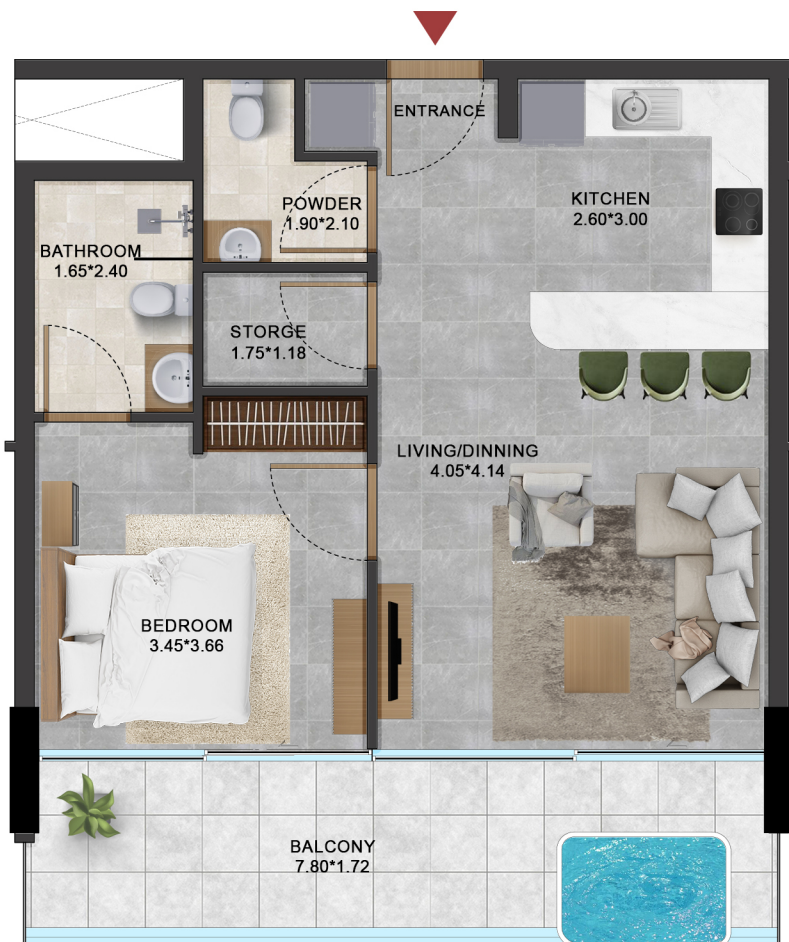 ENTRANCE
KITCHEN
2.60*3.00
POWDER
1.90*2.10
BATHROOM
1.65*2.40
STORGE
1.75*1.18
LIVING/DINNING
4.05*4.14
BEDROOM
3.45*3.66
BALCONY
7.80*1.72